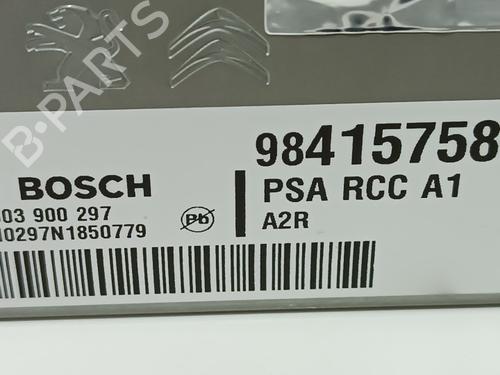 B-PARTS
98415758
BOSCH
PSA RCC A1
03 900 297
Pb
A2R
0297N1850779